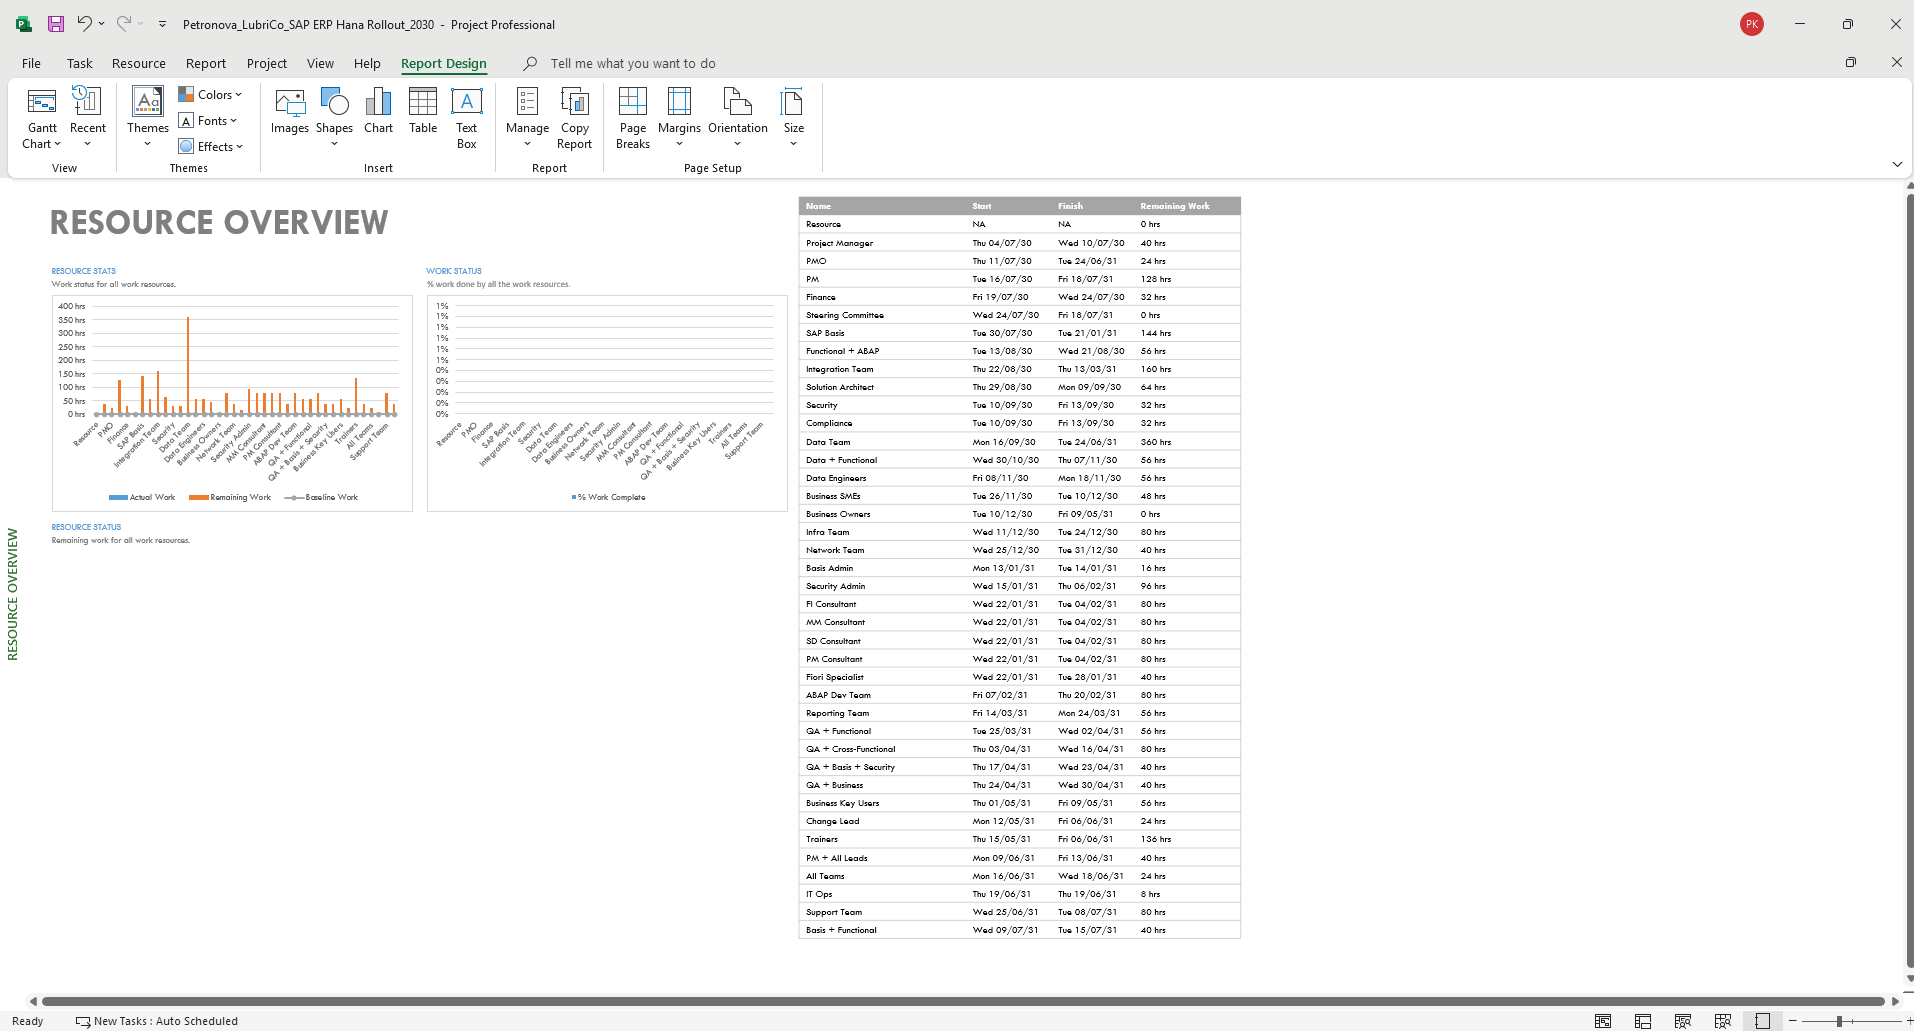 Petronova_LubriCo_SAP ERP Hana Rollout_2030 - Project Professional
PK
File Task Resource Report Project View Help Report Design Tell me what you want to do
Gantt Chart
Recent
View
Themes
Colors
Fonts
Effects
Themes
Images
Shapes
Chart
Table
Text Box
Insert
Manage
Copy Report
Report
Page Breaks
Margins
Orientation
Size
Page Setup
RESOURCE OVERVIEW
RESOURCE OVERVIEW
RESOURCE STATS
Work status for all work resources.
400 hrs
350 hrs
300 hrs
250 hrs
200 hrs
150 hrs
100 hrs
50 hrs
0 hrs
Resource
PMO
Finance
SAP Basis
Integration Team
Security
Data Team
Data Engineers
Business Owners
Network Team
Security Admin
MM Consultant
PM Consultant
ABAP Dev Team
QA + Functional
QA + Basis + Security
Business Key Users
Trainers
All Teams
Support Team
Actual Work Remaining Work Baseline Work
WORK STATUS
% work done by all the work resources.
1%
1%
1%
1%
1%
1%
0%
0%
0%
0%
0%
Resource
PMO
Finance
SAP Basis
Integration Team
Security
Data Team
Data Engineers
Business Owners
Network Team
Security Admin
MM Consultant
PM Consultant
ABAP Dev Team
QA + Functional
QA + Basis + Security
Business Key Users
Trainers
All Teams
Support Team
% Work Complete
RESOURCE STATUS
Remaining work for all work resources.
Name Start Finish Remaining Work
Resource NA NA 0 hrs
Project Manager Thu 04/07/30 Wed 10/07/30 40 hrs
PMO Thu 11/07/30 Tue 24/06/31 24 hrs
PM Tue 16/07/30 Fri 18/07/31 128 hrs
Finance Fri 19/07/30 Wed 24/07/30 32 hrs
Steering Committee Wed 24/07/30 Fri 18/07/31 0 hrs
SAP Basis Tue 30/07/30 Tue 21/01/31 144 hrs
Functional + ABAP Tue 13/08/30 Wed 21/08/30 56 hrs
Integration Team Thu 22/08/30 Thu 13/03/31 160 hrs
Solution Architect Thu 29/08/30 Mon 09/09/30 64 hrs
Security Tue 10/09/30 Fri 13/09/30 32 hrs
Compliance Tue 10/09/30 Fri 13/09/30 32 hrs
Data Team Mon 16/09/30 Tue 24/06/31 360 hrs
Data + Functional Wed 30/10/30 Thu 07/11/30 56 hrs
Data Engineers Fri 08/11/30 Mon 18/11/30 56 hrs
Business SMEs Tue 26/11/30 Tue 10/12/30 48 hrs
Business Owners Tue 10/12/30 Fri 09/05/31 0 hrs
Infra Team Wed 11/12/30 Tue 24/12/30 80 hrs
Network Team Wed 25/12/30 Tue 31/12/30 40 hrs
Basis Admin Mon 13/01/31 Tue 14/01/31 16 hrs
Security Admin Wed 15/01/31 Thu 06/02/31 96 hrs
FI Consultant Wed 22/01/31 Tue 04/02/31 80 hrs
MM Consultant Wed 22/01/31 Tue 04/02/31 80 hrs
SD Consultant Wed 22/01/31 Tue 04/02/31 80 hrs
PM Consultant Wed 22/01/31 Tue 04/02/31 80 hrs
Fiori Specialist Wed 22/01/31 Tue 28/01/31 40 hrs
ABAP Dev Team Fri 07/02/31 Thu 20/02/31 80 hrs
Reporting Team Fri 14/03/31 Mon 24/03/31 56 hrs
QA + Functional Tue 25/03/31 Wed 02/04/31 56 hrs
QA + Cross-Functional Thu 03/04/31 Wed 16/04/31 80 hrs
QA + Basis + Security Thu 17/04/31 Wed 23/04/31 40 hrs
QA + Business Thu 24/04/31 Wed 30/04/31 40 hrs
Business Key Users Thu 01/05/31 Fri 09/05/31 56 hrs
Change Lead Mon 12/05/31 Fri 06/06/31 24 hrs
Trainers Thu 15/05/31 Fri 06/06/31 136 hrs
PM + All Leads Mon 09/06/31 Fri 13/06/31 40 hrs
All Teams Mon 16/06/31 Wed 18/06/31 24 hrs
IT Ops Thu 19/06/31 Thu 19/06/31 8 hrs
Support Team Wed 25/06/31 Tue 08/07/31 80 hrs
Basis + Functional Wed 09/07/31 Tue 15/07/31 40 hrs
Ready New Tasks : Auto Scheduled